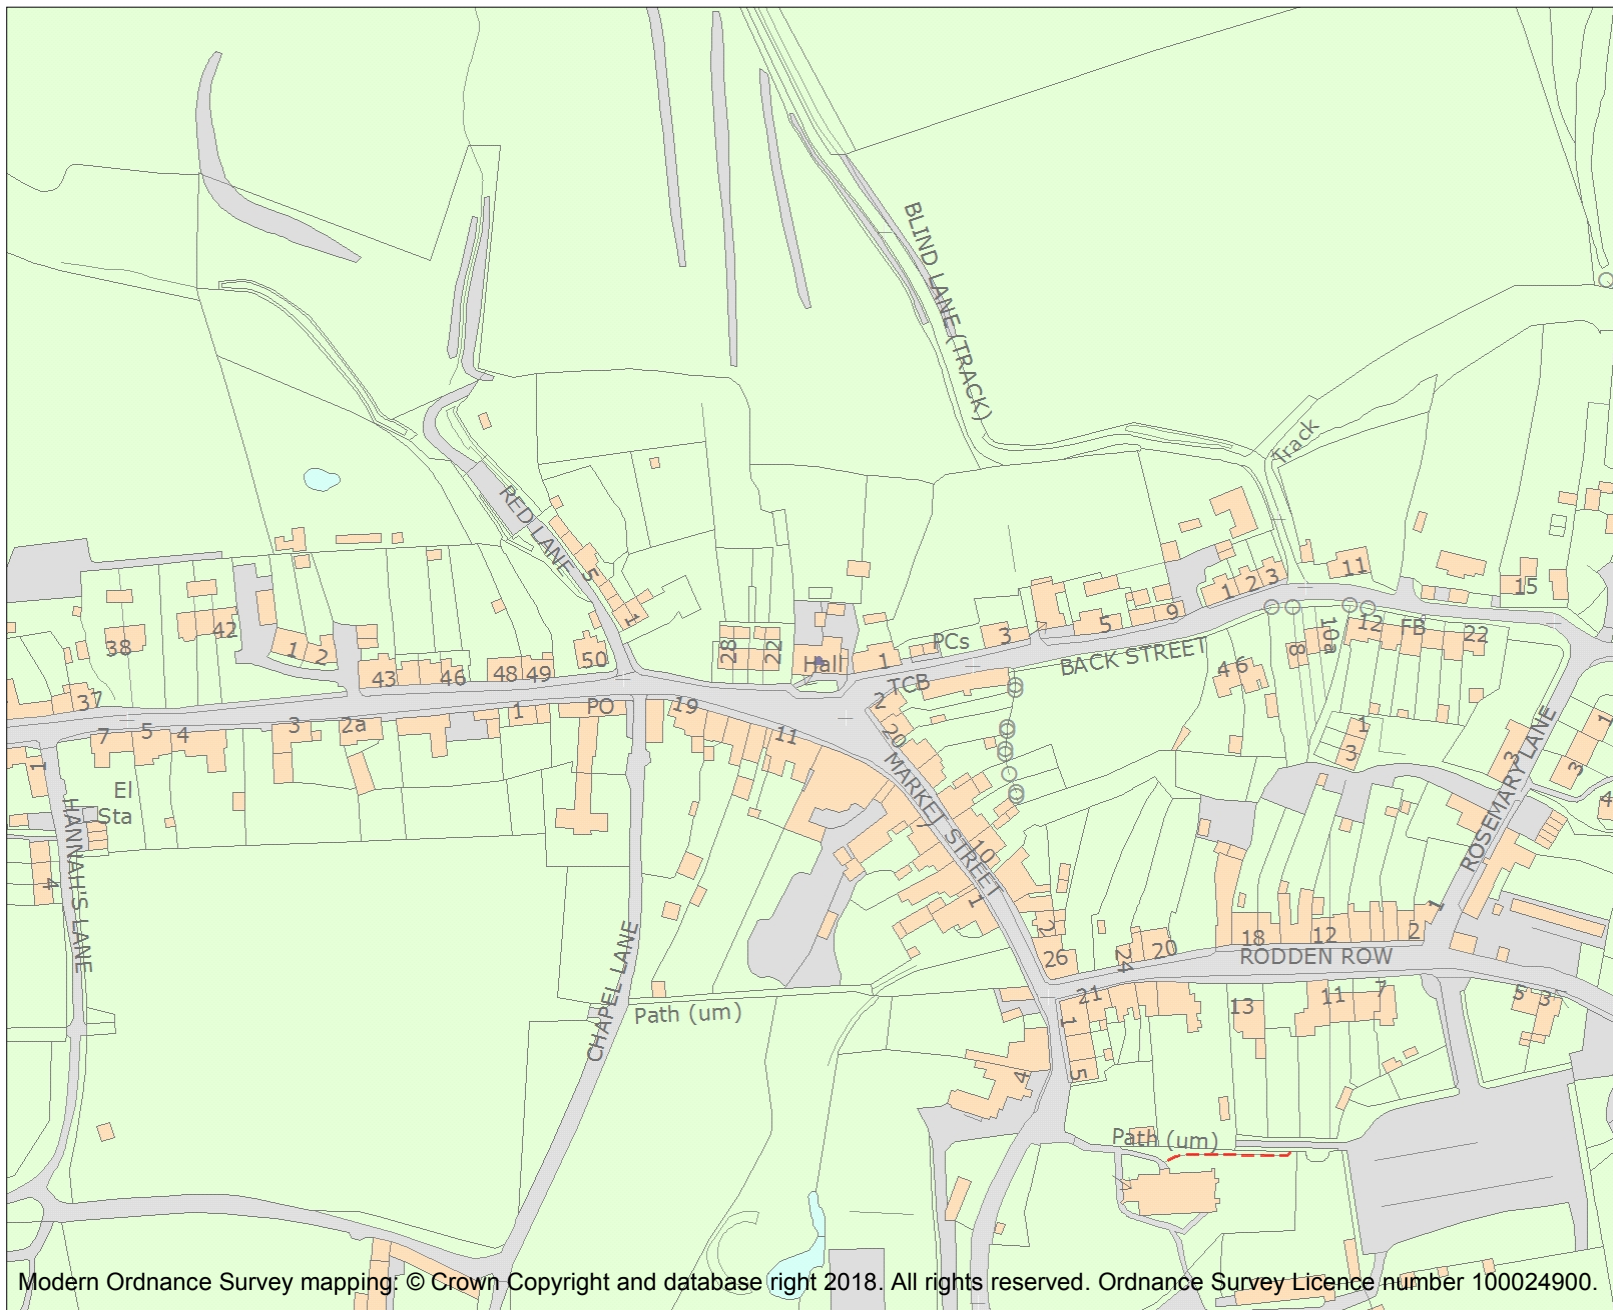 BLIND LANE (TRACK)
Track
RED LANE
5
1
11
15
1 2 3
9
5
3
PCs
1
Hall
22
28
50
48 49
46
43
1 2
42
38
37
BACK STREET
TCB
2
8
10a
12
FB
22
4 6
1
3
PO
19
11
1
2a
3
4
5
7
1
El
Sta
HANNAH'S LANE
4
20
MARKET STREET
10
1
2
26
24
20
18
12
2
1
RODDEN ROW
ROSEMARY LANE
3
1
3
4
CHAPEL LANE
Path (um)
21
1
5
4
13
11
7
5
3
Path (um)
Modern Ordnance Survey mapping: © Crown Copyright and database right 2018. All rights reserved. Ordnance Survey Licence number 100024900.